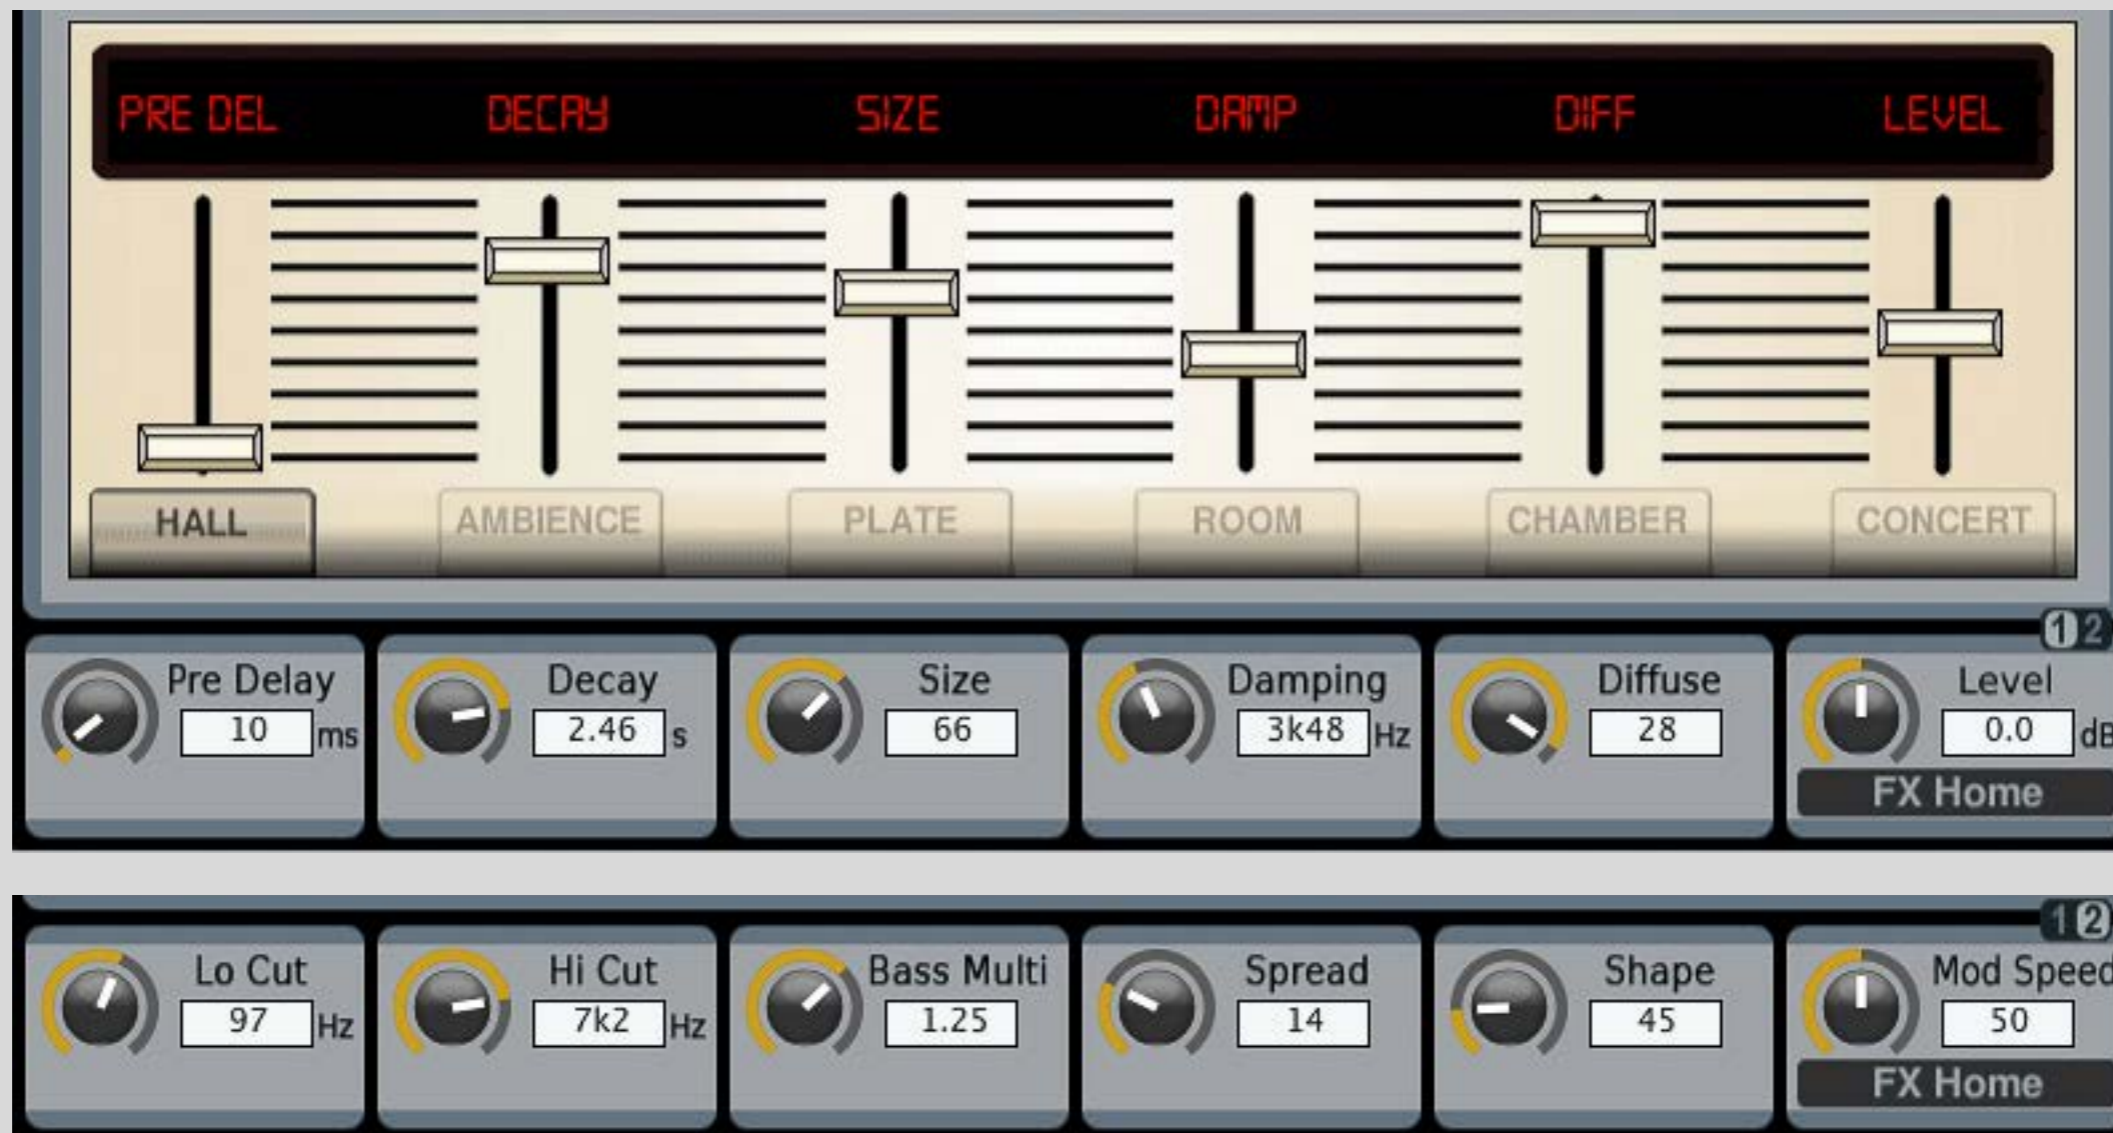 PRE DEL DECAY SIZE DAMP DIFF LEVEL
HALL AMBIENCE PLATE ROOM CHAMBER CONCERT
1 2
Pre Delay Decay Size Damping Diffuse Level
10 ms 2.46 s 66 3k48 Hz 28 0.0 dB
FX Home
1 2
Lo Cut Hi Cut Bass Multi Spread Shape Mod Speed
97 Hz 7k2 Hz 1.25 14 45 50
FX Home